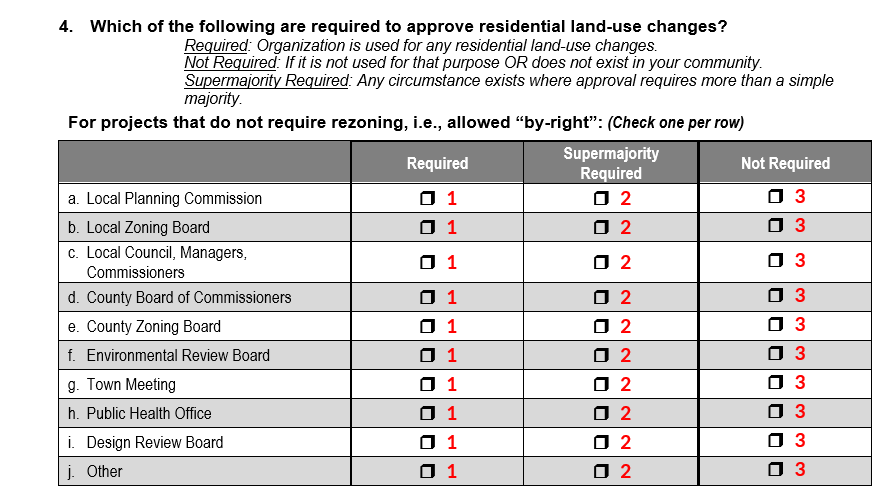 4. Which of the following are required to approve residential land-use changes?
Required: Organization is used for any residential land-use changes.
Not Required: If it is not used for that purpose OR does not exist in your community.
Supermajority Required: Any circumstance exists where approval requires more than a simple
majority.
For projects that do not require rezoning, i.e., allowed “by-right”: (Check one per row)
Required Supermajority Required Not Required
a. Local Planning Commission ❒ 1 ❒ 2 ❒ 3
b. Local Zoning Board ❒ 1 ❒ 2 ❒ 3
c. Local Council, Managers,
Commissioners ❒ 1 ❒ 2 ❒ 3
d. County Board of Commissioners ❒ 1 ❒ 2 ❒ 3
e. County Zoning Board ❒ 1 ❒ 2 ❒ 3
f. Environmental Review Board ❒ 1 ❒ 2 ❒ 3
g. Town Meeting ❒ 1 ❒ 2 ❒ 3
h. Public Health Office ❒ 1 ❒ 2 ❒ 3
i. Design Review Board ❒ 1 ❒ 2 ❒ 3
j. Other ❒ 1 ❒ 2 ❒ 3